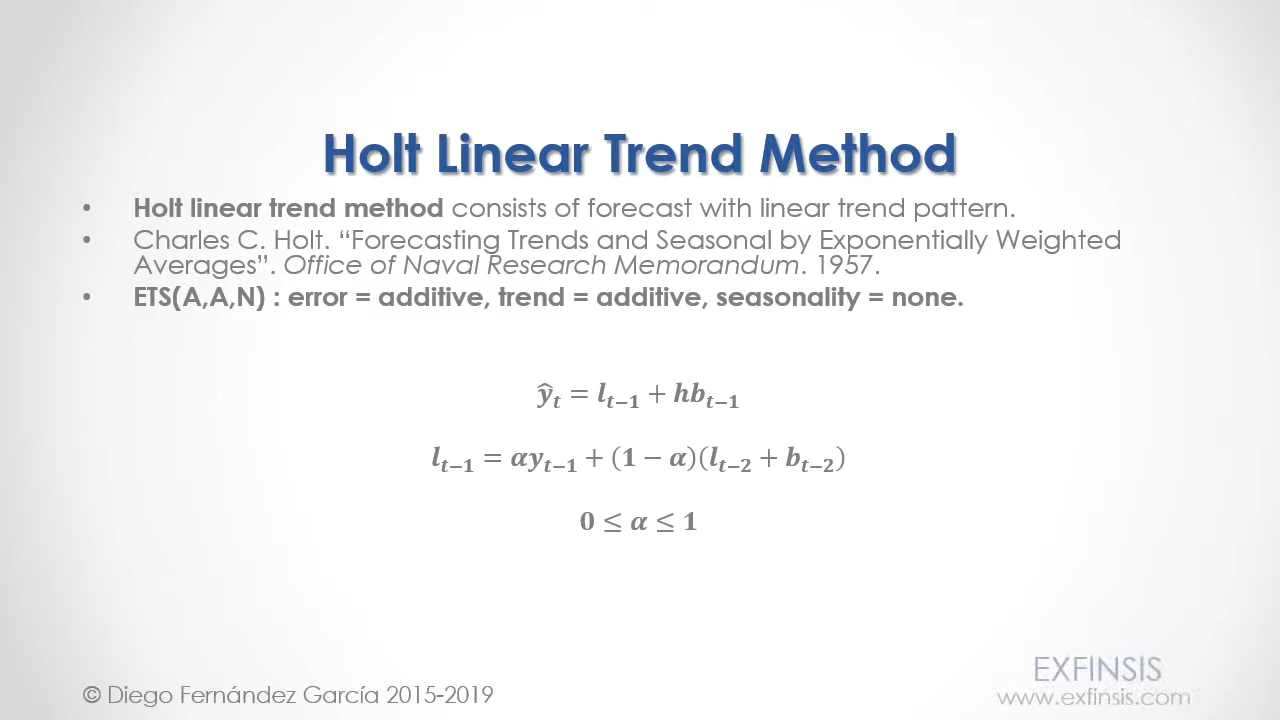 Holt Linear Trend Method
• Holt linear trend method consists of forecast with linear trend pattern.
• Charles C. Holt. “Forecasting Trends and Seasonal by Exponentially Weighted
Averages”. Office of Naval Research Memorandum. 1957.
• ETS(A,A,N) : error = additive, trend = additive, seasonality = none.
ŷ_t = l_{t−1} + hb_{t−1}
l_{t−1} = αy_{t−1} + (1 − α)(l_{t−2} + b_{t−2})
0 ≤ α ≤ 1
EXFINSIS
© Diego Fernández García 2015-2019
www.exfinsis.com